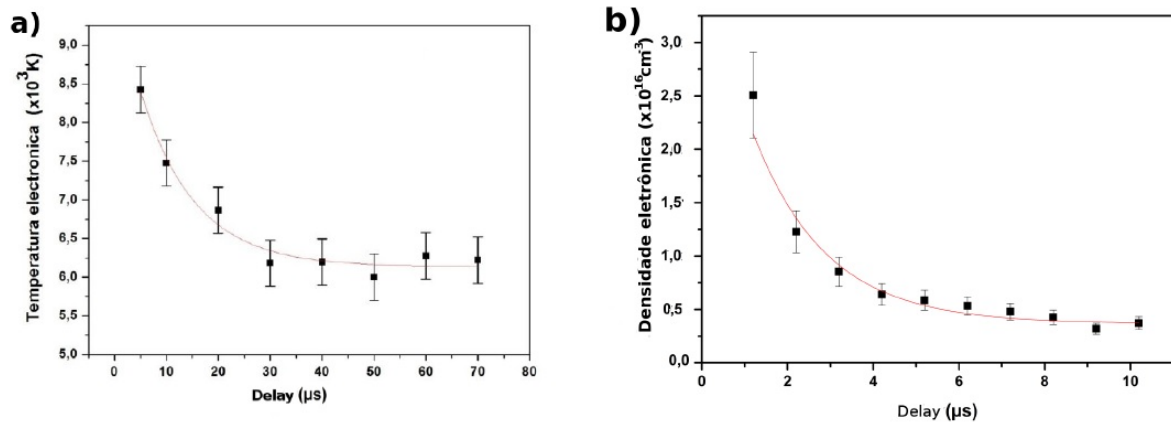 a)
Temperatura electronica (x10³K)
9,0
8,5
8,0
7,5
7,0
6,5
6,0
5,5
5,0
0 10 20 30 40 50 60 70 80
Delay (µs)
b)
Densidade eletrônica (x10¹⁶cm⁻³)
3,0
2,5
2,0
1,5
1,0
0,5
0,0
0 2 4 6 8 10
Delay (µs)